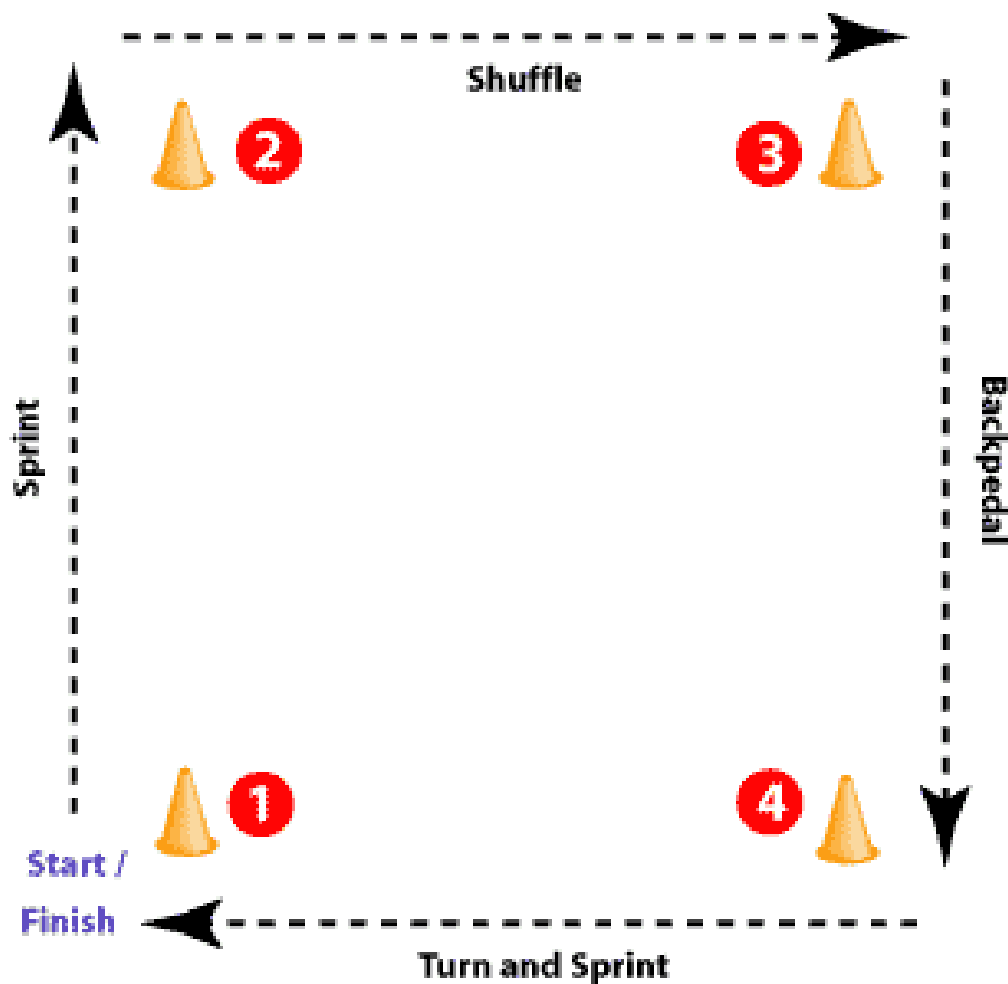 Shuffle
2
3
Sprint
Backpedal
1
4
Start /
Finish
Turn and Sprint